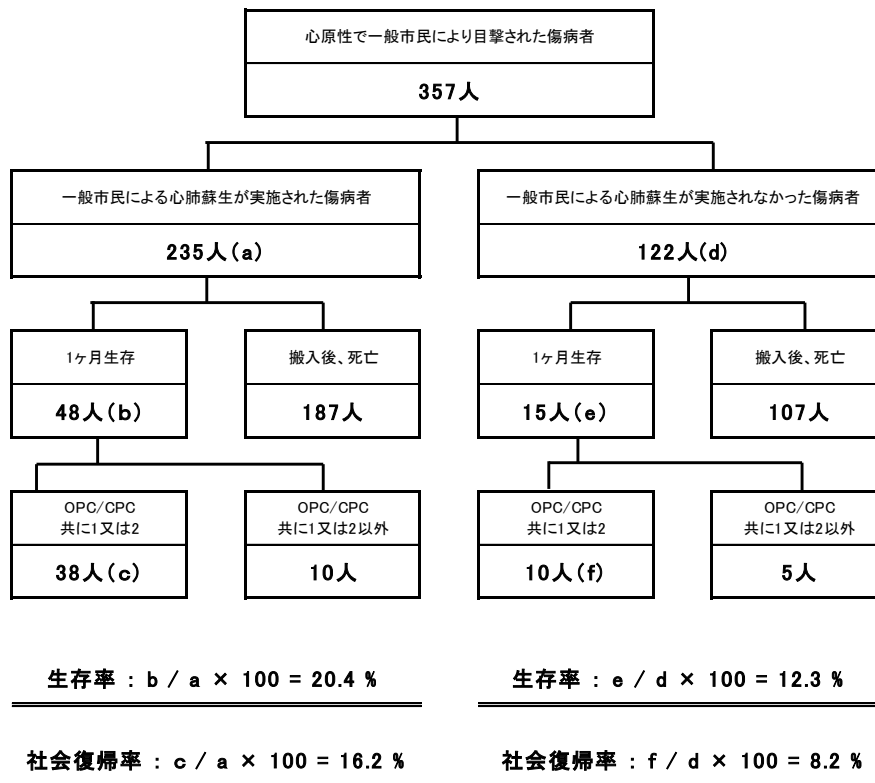 心原性で一般市民により目撃された傷病者
357人
一般市民による心肺蘇生が実施された傷病者
一般市民による心肺蘇生が実施されなかった傷病者
235人(a)
122人(d)
1ヶ月生存
搬入後、死亡
1ヶ月生存
搬入後、死亡
48人(b)
187人
15人(e)
107人
OPC/CPC
共に1又は2
OPC/CPC
共に1又は2以外
OPC/CPC
共に1又は2
OPC/CPC
共に1又は2以外
38人(c)
10人
10人(f)
5人
生存率 : b / a × 100 = 20.4 %
生存率 : e / d × 100 = 12.3 %
社会復帰率 : c / a × 100 = 16.2 %
社会復帰率 : f / d × 100 = 8.2 %